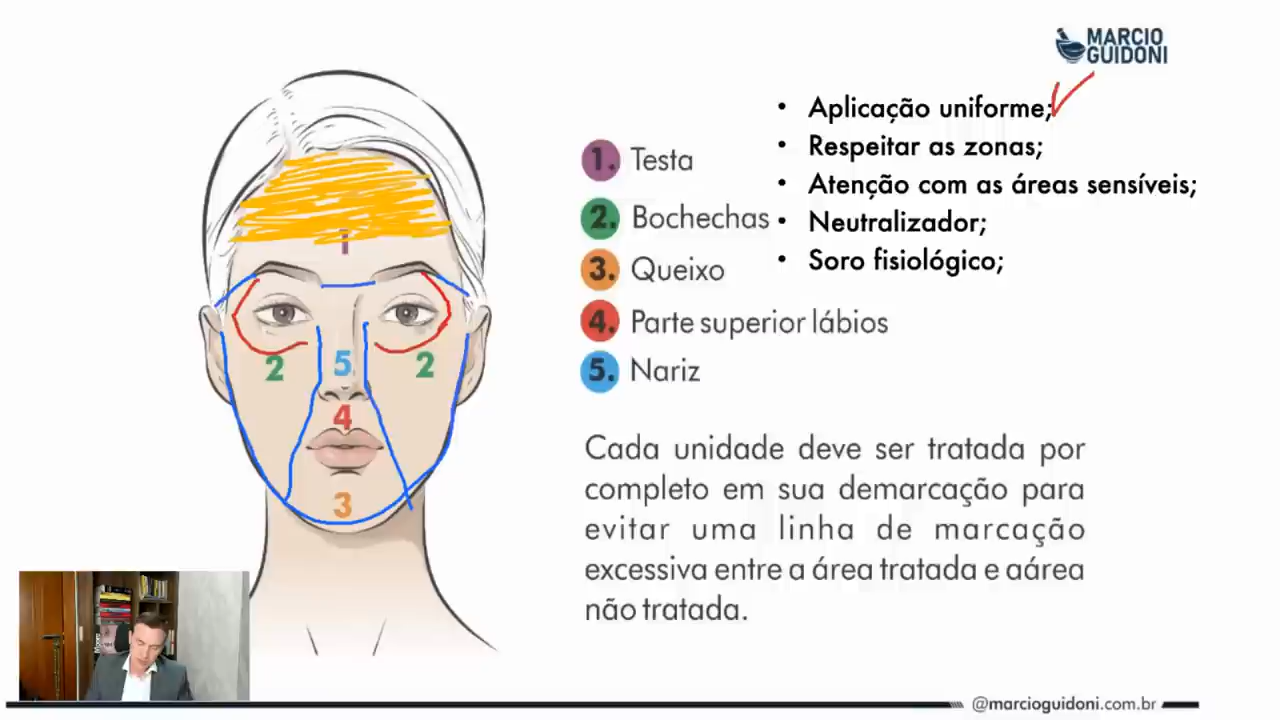 MARCIO
GUIDONI
• Aplicação uniforme;
• Respeitar as zonas;
• Atenção com as áreas sensíveis;
• Neutralizador;
• Soro fisiológico;
1. Testa
2. Bochechas
3. Queixo
4. Parte superior lábios
5. Nariz
1
2 5 2
4
3
Cada unidade deve ser tratada por
completo em sua demarcação para
evitar uma linha de marcação
excessiva entre a área tratada e aárea
não tratada.
@marcioguidoni.com.br